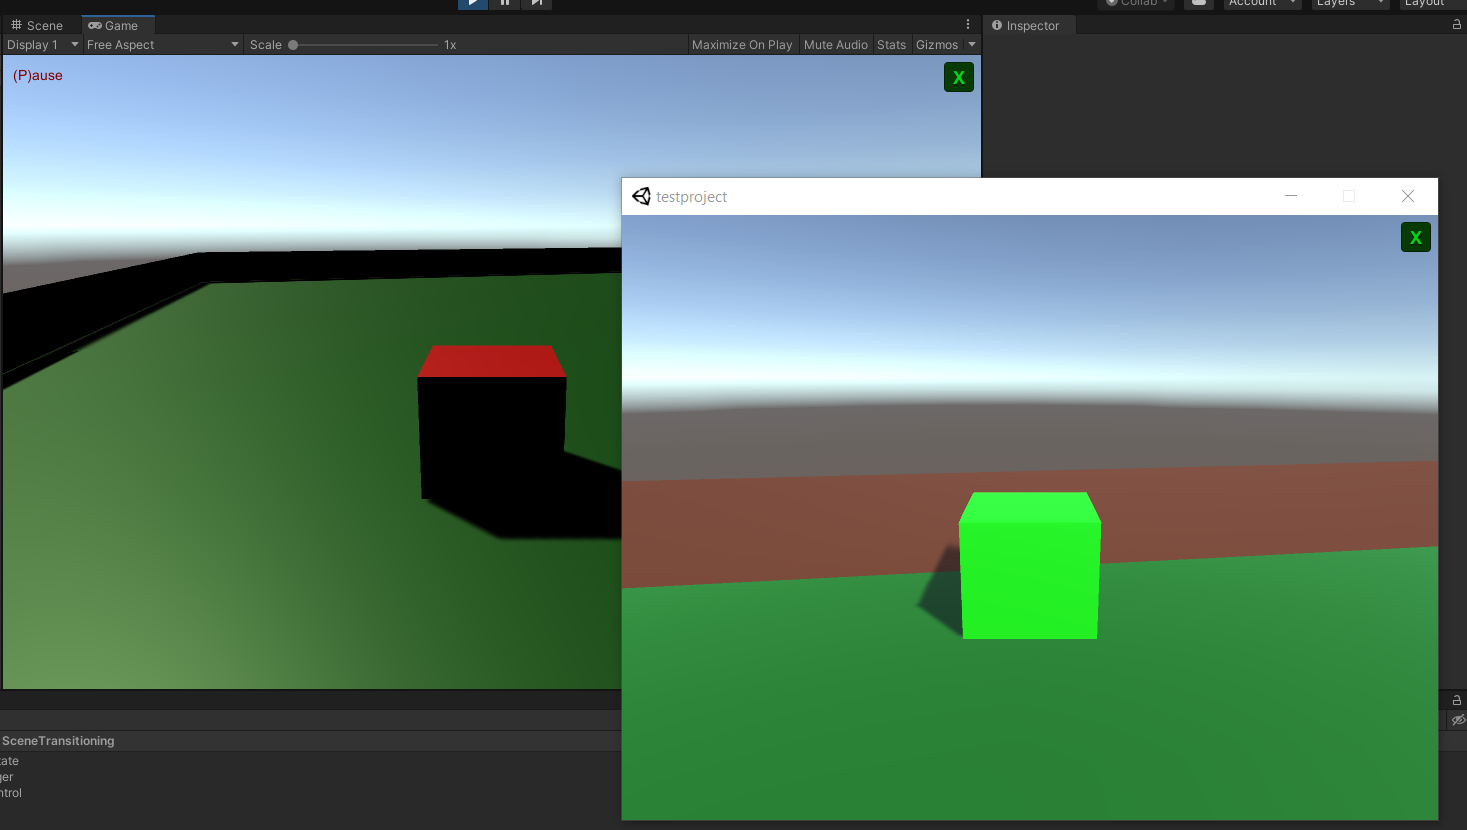 Collab Account Layers Layout
Scene Game Inspector
Display 1 Free Aspect Scale 1x Maximize On Play Mute Audio Stats Gizmos
(P)ause X
testproject
X
SceneTransitioning
ate
ger
ntrol